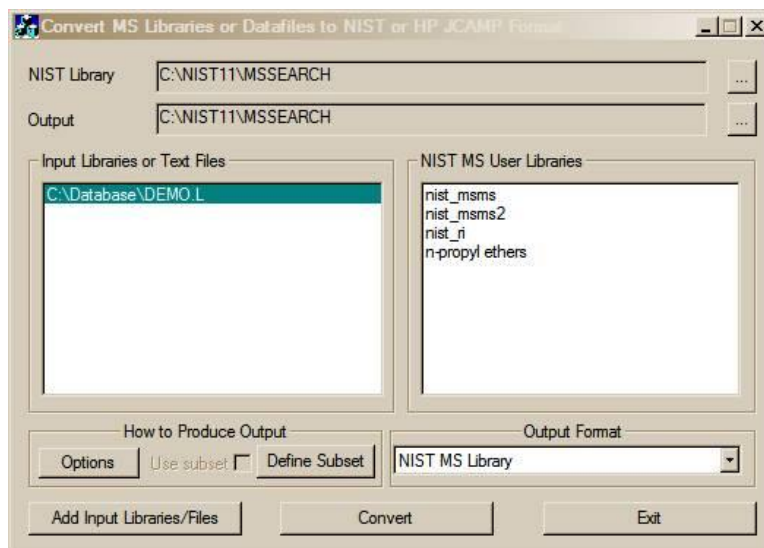 Convert MS Libraries or Datafiles to NIST or HP JCAMP Format
NIST Library C:\NIST11\MSSEARCH ...
Output C:\NIST11\MSSEARCH ...
Input Libraries or Text Files
C:\Database\DEMO.L
NIST MS User Libraries
nist_msms
nist_msms2
nist_ri
n-propyl ethers
How to Produce Output
Options Use subset Define Subset
Output Format
NIST MS Library
Add Input Libraries/Files Convert Exit